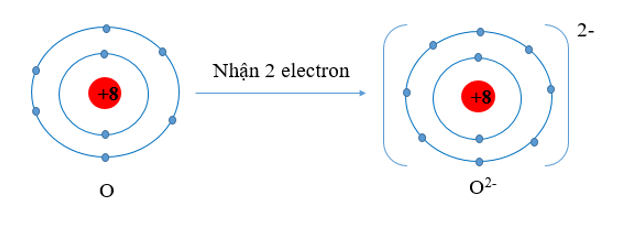 2-
Nhận 2 electron
+8
+8
O
O²⁻